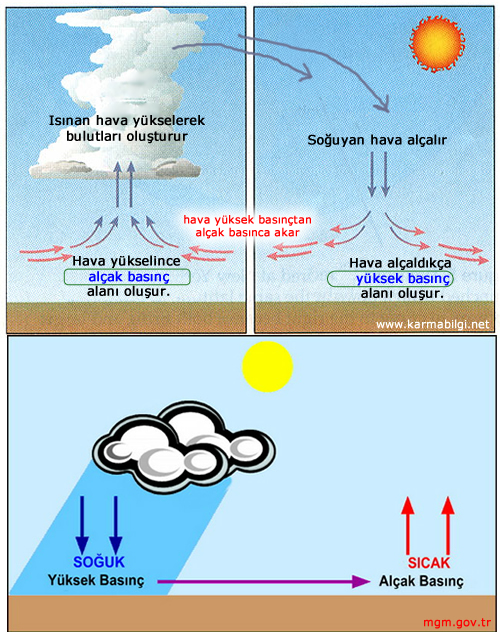 Isınan hava yükselerek
bulutları oluşturur
Soğuyan hava alçalır
hava yüksek basınçtan
alçak basınca akar
Hava yükselince
alçak basınç
alanı oluşur.
Hava alçaldıkça
yüksek basınç
alanı oluşur.
www.karmabilgi.net
SOĞUK
Yüksek Basınç
SICAK
Alçak Basınç
mgm.gov.tr